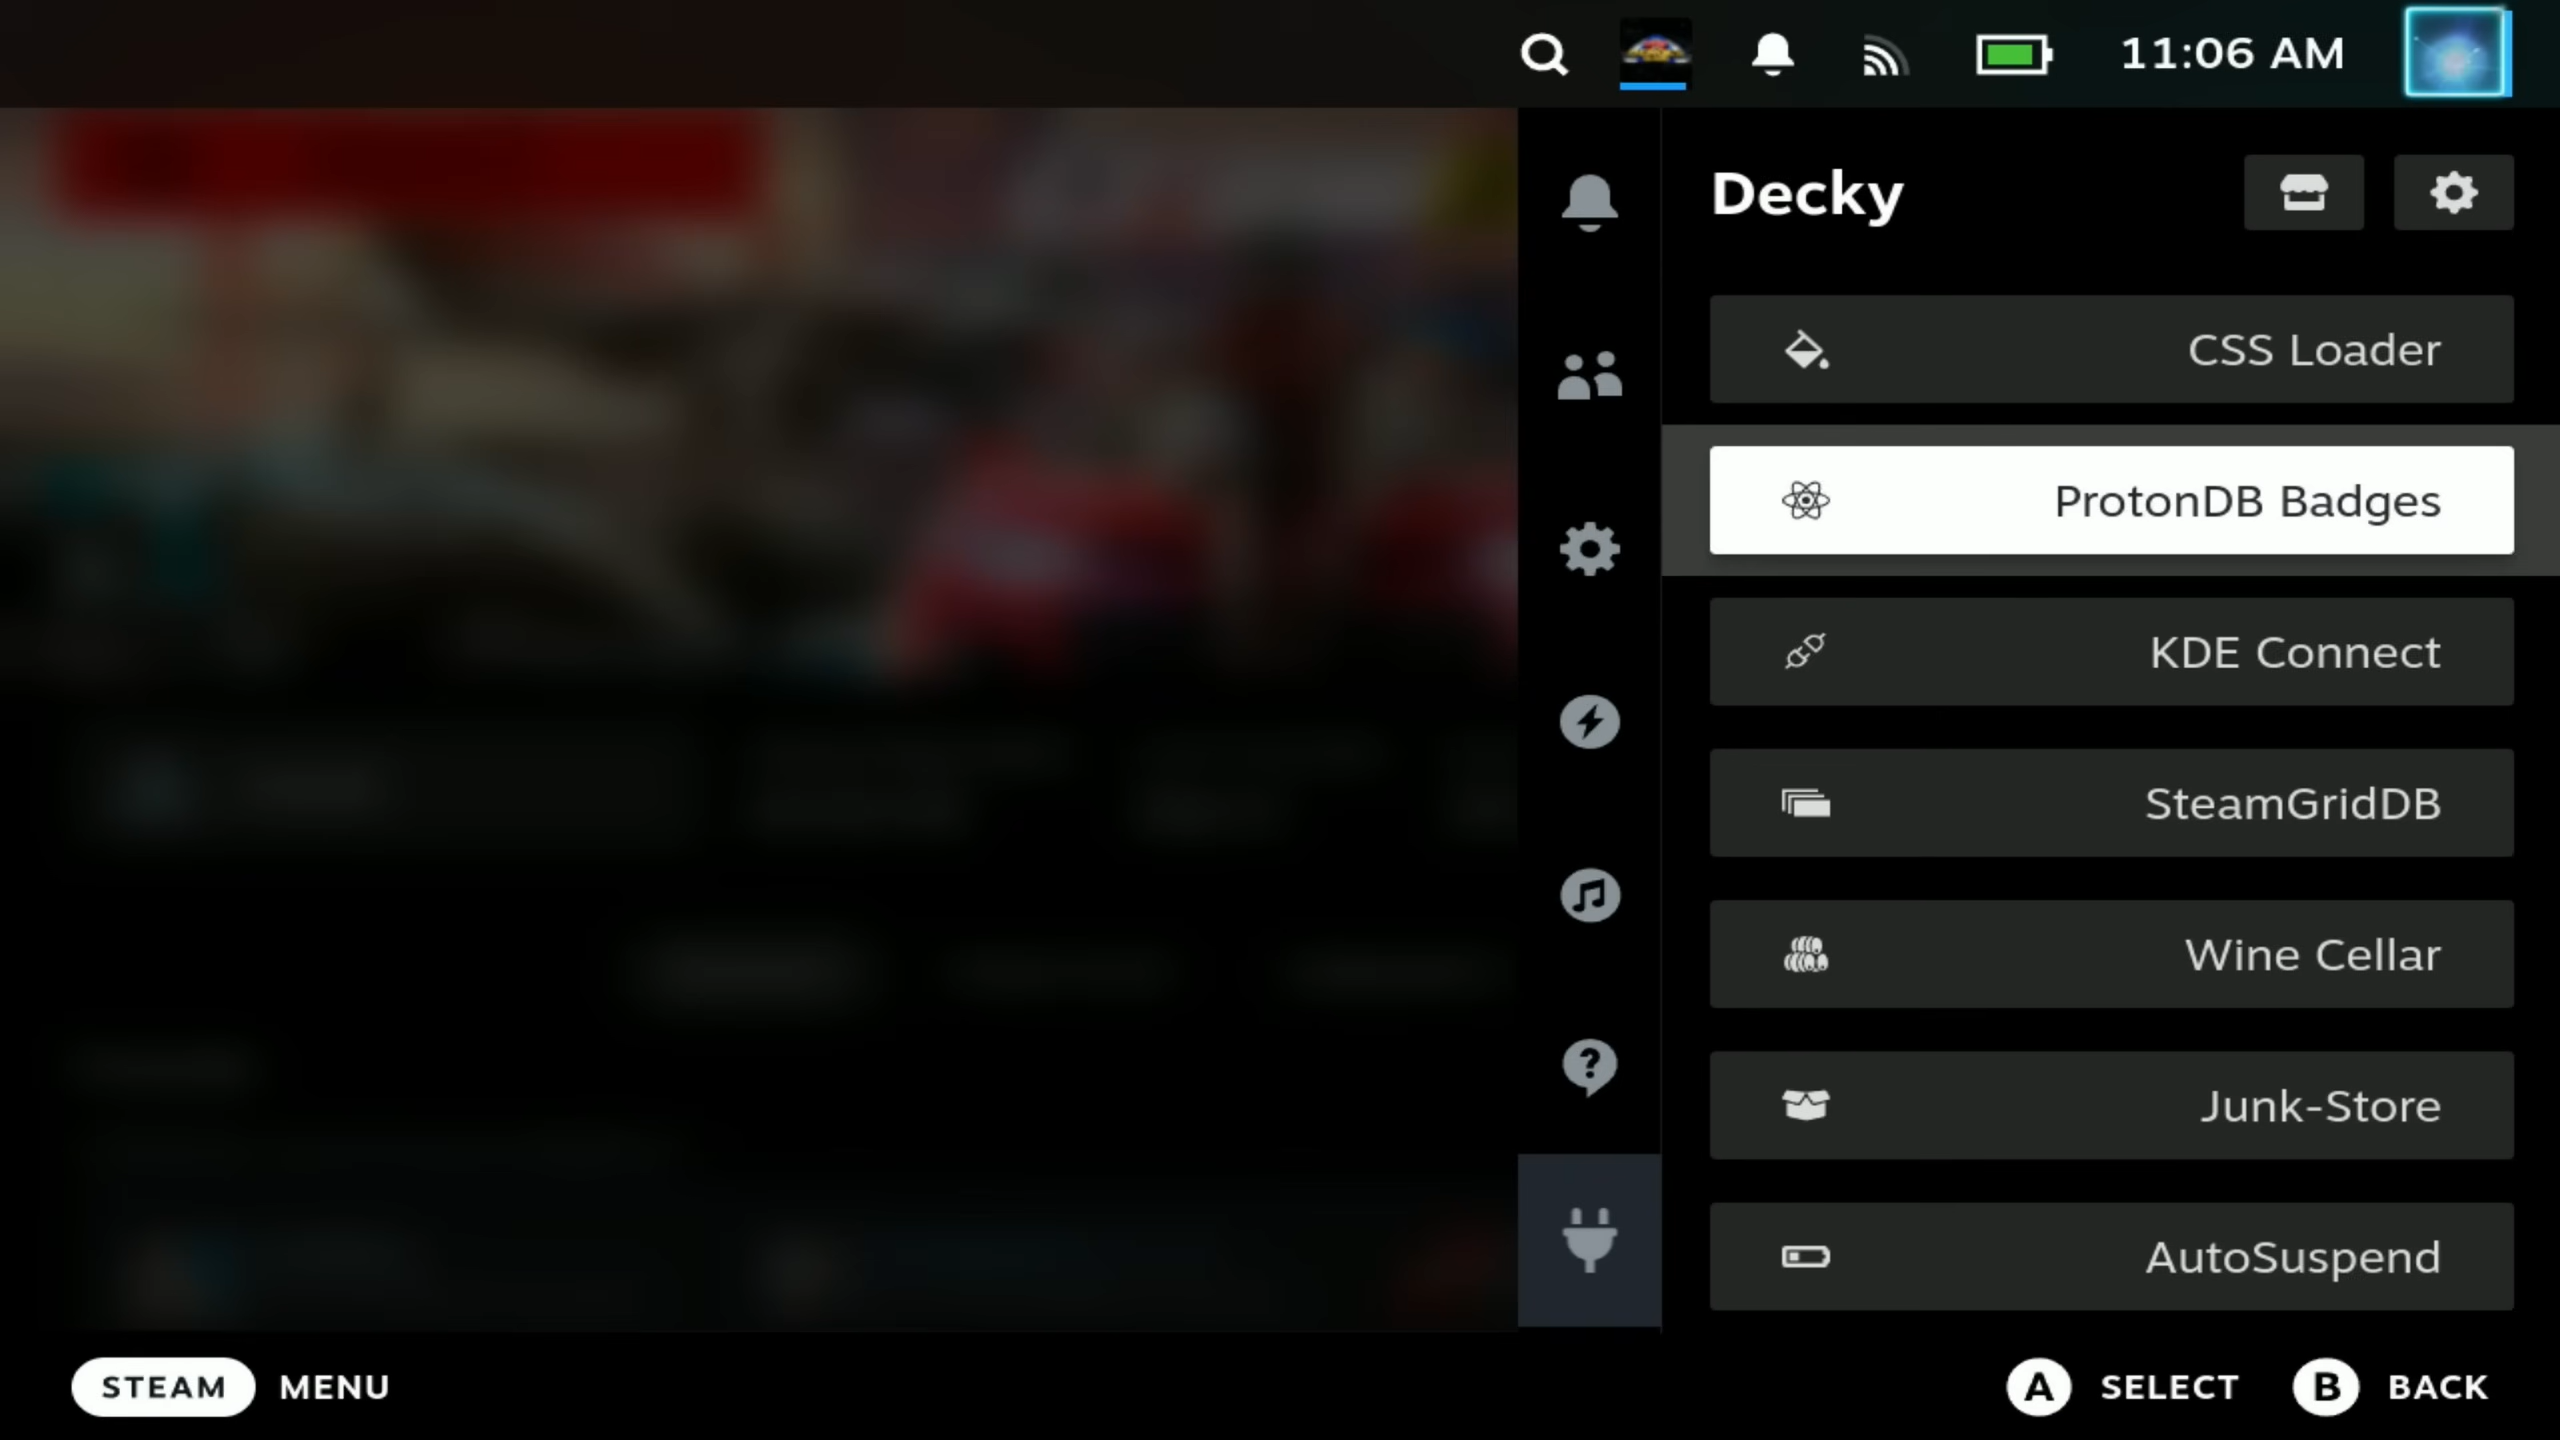 11:06 AM
Decky
CSS Loader
ProtonDB Badges
KDE Connect
SteamGridDB
Wine Cellar
Junk-Store
AutoSuspend
STEAM MENU
A SELECT B BACK